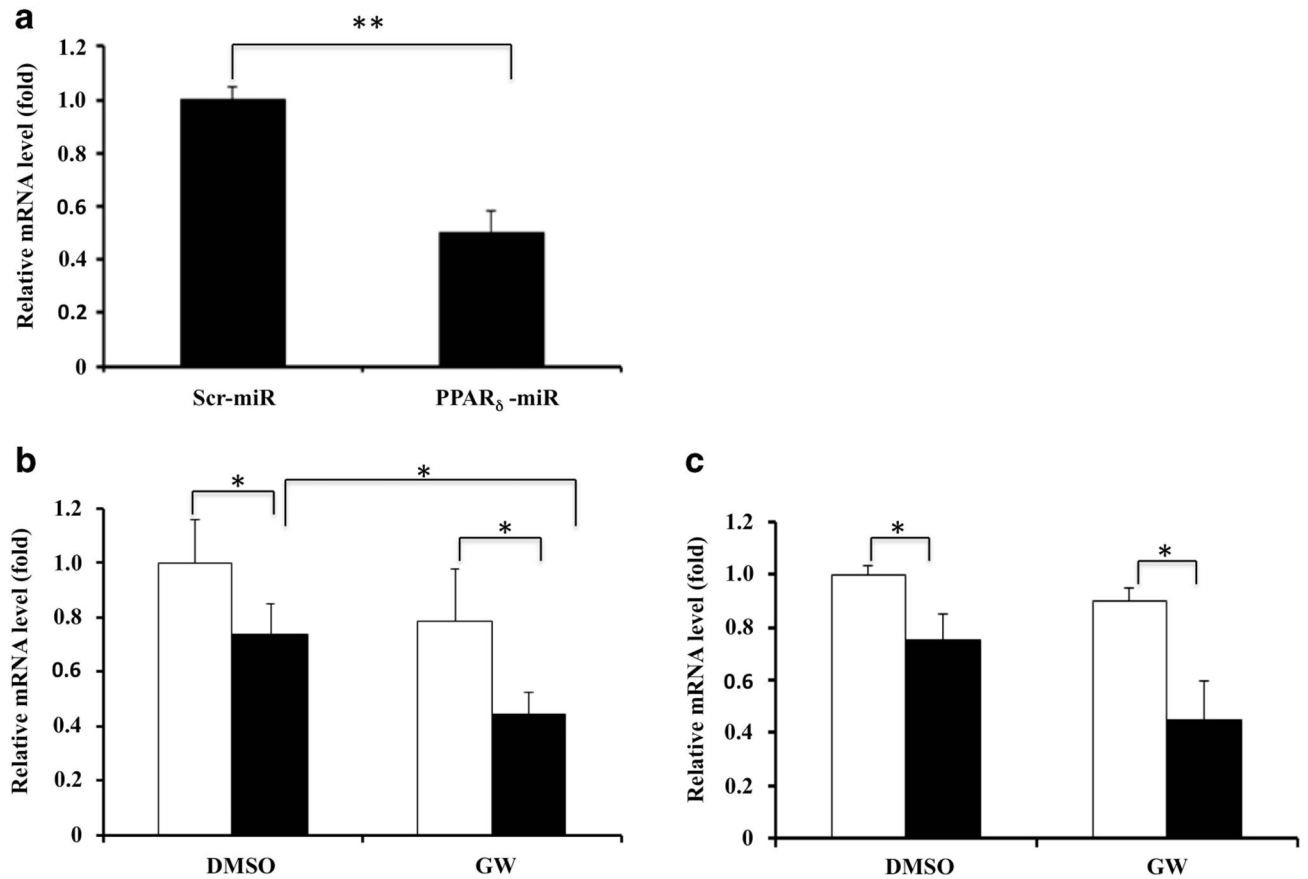 a
**
Relative mRNA level (fold)
1.2
1.0
0.8
0.6
0.4
0.2
0
Scr-miR
PPARδ -miR
b
*
*
*
Relative mRNA level (fold)
1.2
1.0
0.8
0.6
0.4
0.2
0
DMSO
GW
c
*
*
Relative mRNA level (fold)
1.2
1.0
0.8
0.6
0.4
0.2
0
DMSO
GW